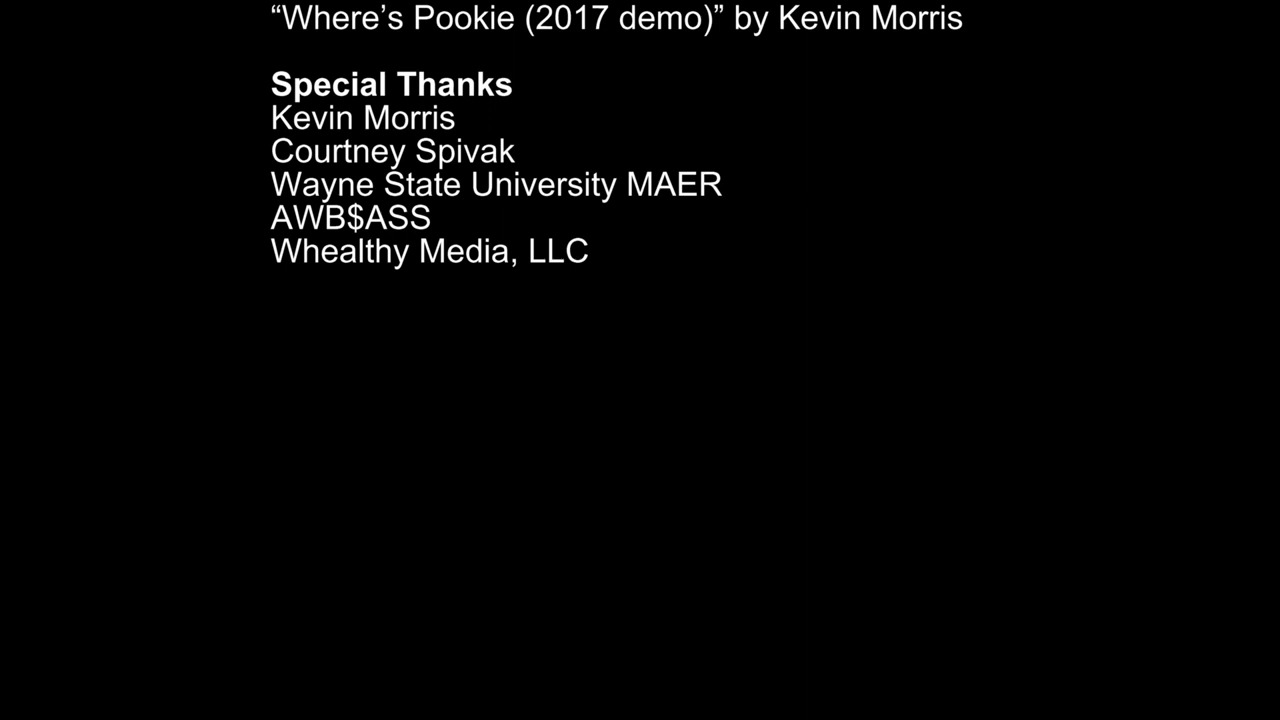 “Where’s Pookie (2017 demo)” by Kevin Morris
Special Thanks
Kevin Morris
Courtney Spivak
Wayne State University MAER
AWB$ASS
Whealthy Media, LLC